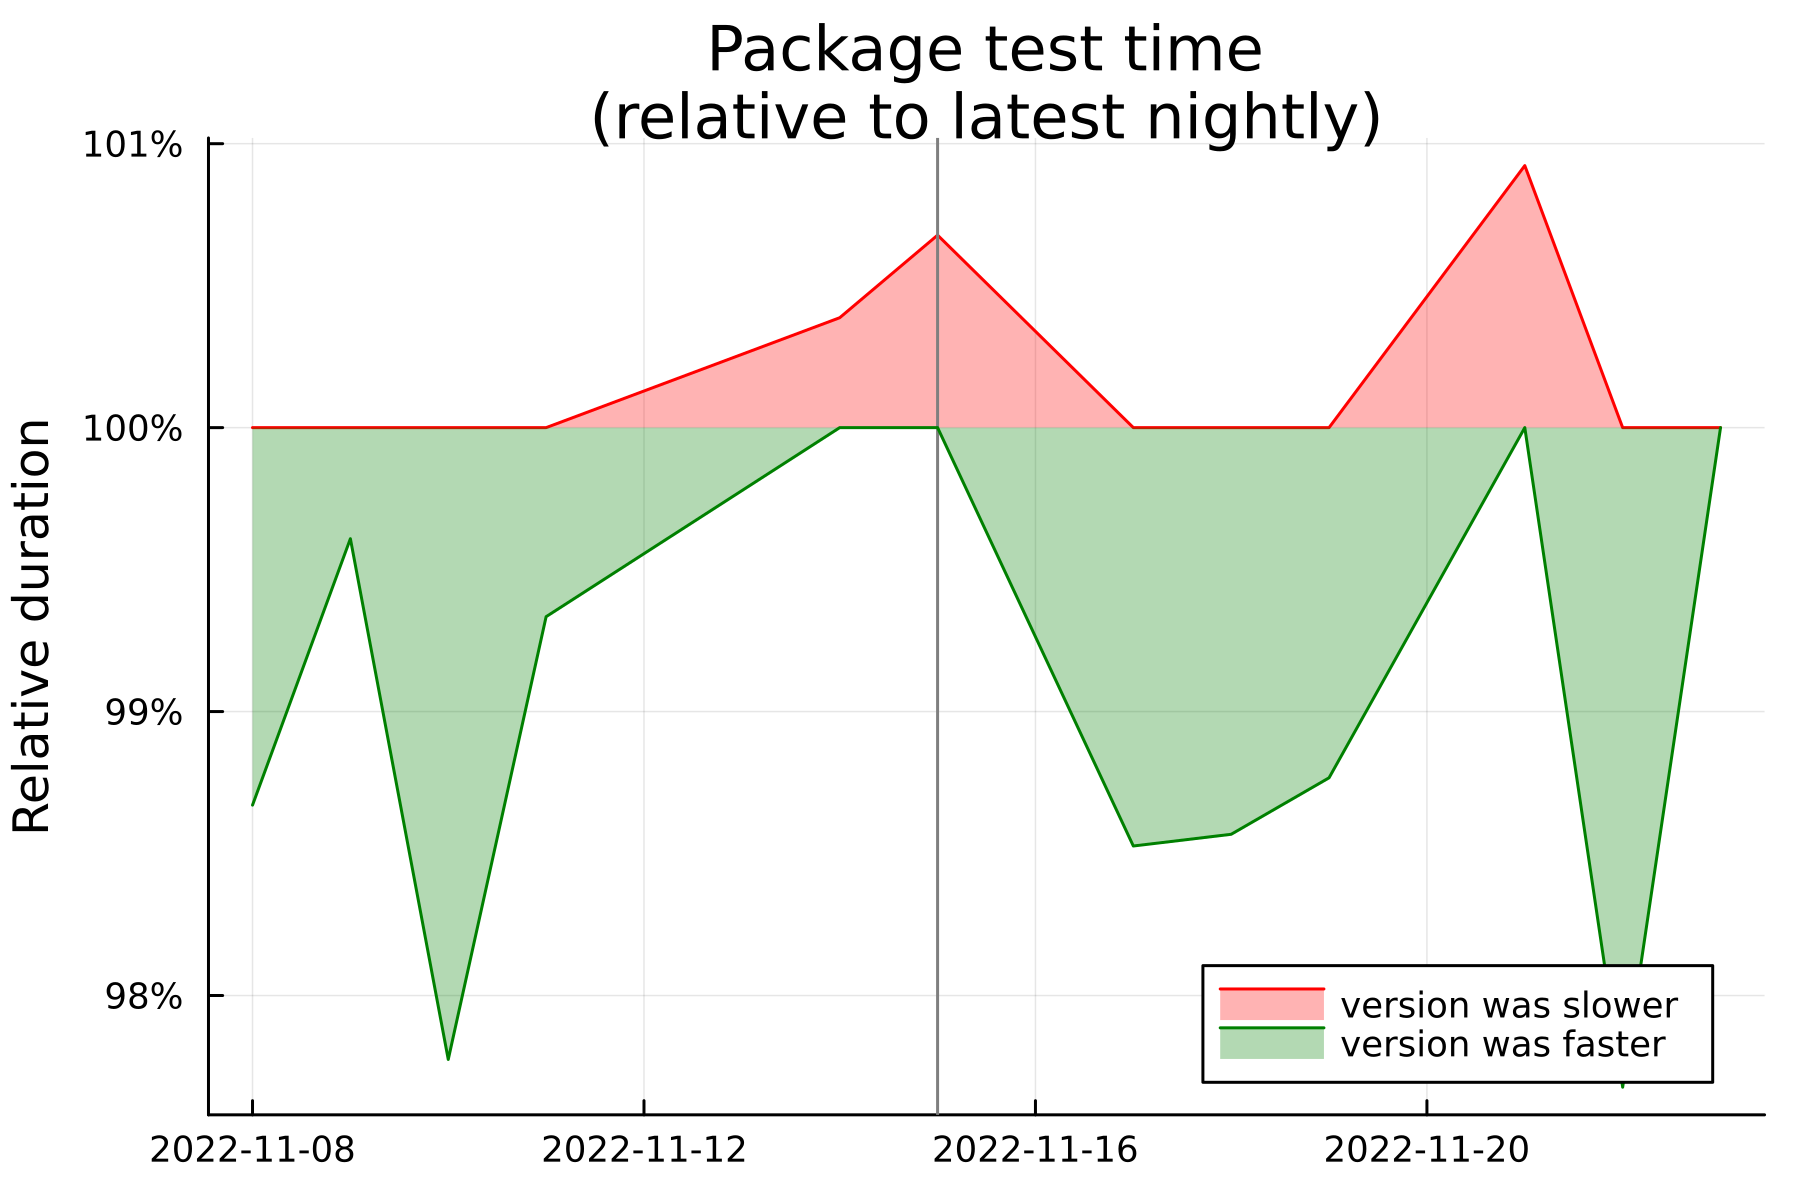 Package test time
(relative to latest nightly)
101%
100%
99%
98%
Relative duration
version was slower
version was faster
2022-11-08
2022-11-12
2022-11-16
2022-11-20